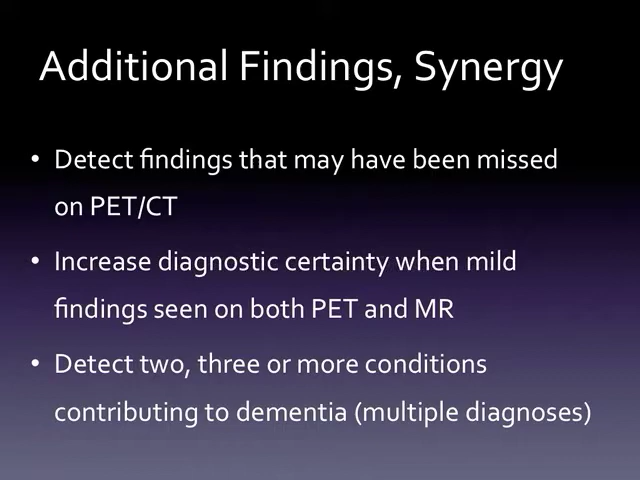 Additional Findings, Synergy
• Detect findings that may have been missed
on PET/CT
• Increase diagnostic certainty when mild
findings seen on both PET and MR
• Detect two, three or more conditions
contributing to dementia (multiple diagnoses)